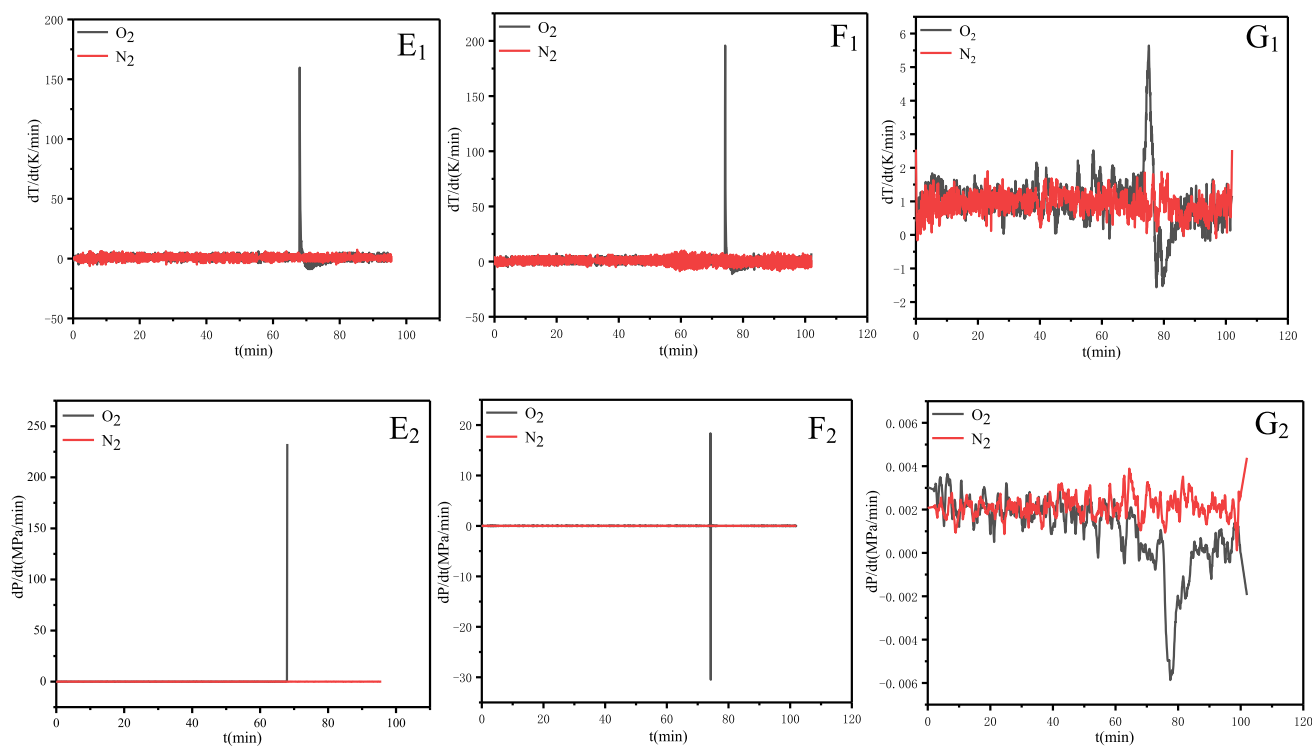 200
150
100
50
0
-50
0 20 40 60 80 100
dT/dt(K/min)
t(min)
O2
N2
E1
200
150
100
50
0
-50
0 20 40 60 80 100 120
dT/dt(K/min)
t(min)
O2
N2
F1
6
5
4
3
2
1
0
-1
-2
0 20 40 60 80 100 120
dT/dt(K/min)
t(min)
O2
N2
G1
250
200
150
100
50
0
0 20 40 60 80 100
dP/dt(MPa/min)
t(min)
O2
N2
E2
20
10
0
-10
-20
-30
0 20 40 60 80 100 120
dP/dt(MPa/min)
t(min)
O2
N2
F2
0.006
0.004
0.002
0.000
-0.002
-0.004
-0.006
0 20 40 60 80 100 120
dP/dt(MPa/min)
t(min)
O2
N2
G2